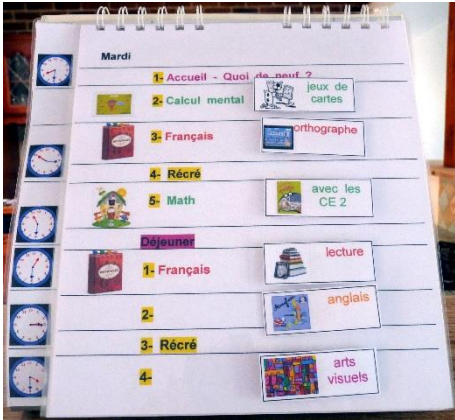 Mardi
1- Accueil - Quoi de neuf ?
2- Calcul mental
jeux de
cartes
3- Français
orthographe
4- Récré
5- Math
avec les
CE 2
Déjeuner
1- Français
lecture
2-
anglais
3- Récré
4-
arts
visuels